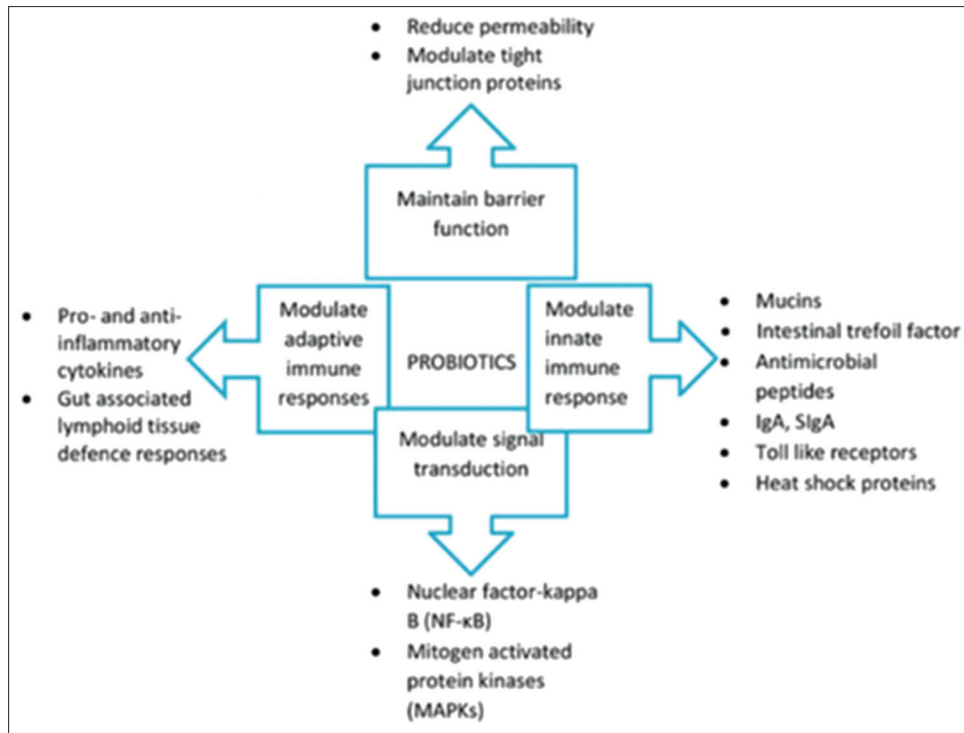 • Reduce permeability
• Modulate tight
junction proteins
Maintain barrier
function
• Pro- and anti-
inflammatory
cytokines
• Gut associated
lymphoid tissue
defence responses
Modulate
adaptive
immune
responses
PROBIOTICS
Modulate
innate
immune
response
• Mucins
• Intestinal trefoil factor
• Antimicrobial
peptides
• IgA, SIgA
• Toll like receptors
• Heat shock proteins
Modulate signal
transduction
• Nuclear factor-kappa
B (NF-κB)
• Mitogen activated
protein kinases
(MAPKs)